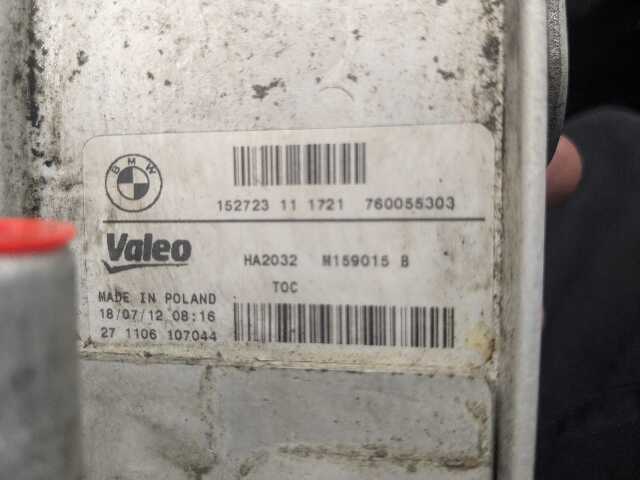 BMW
152723 11 1721 760055303
Valeo
HA2032 M159015 B
TOC
MADE IN POLAND
18/07/12 08:16
27 1106 107044